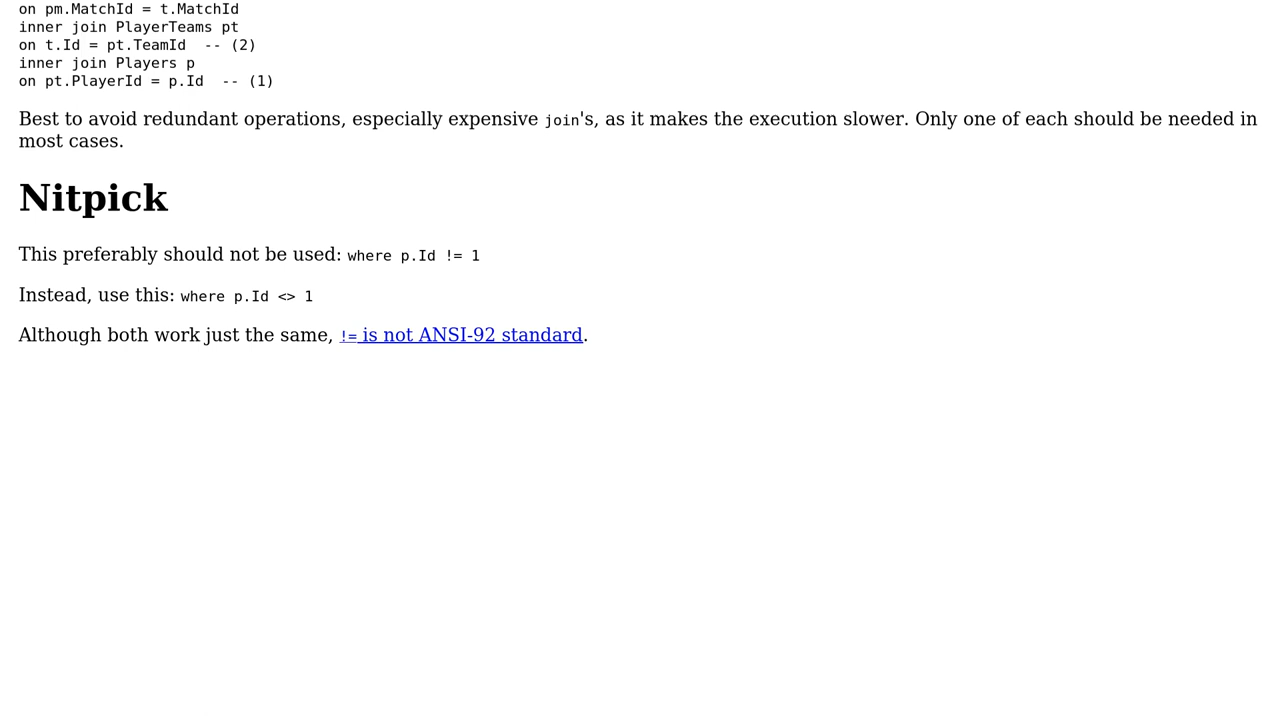 on pm.MatchId = t.MatchId
inner join PlayerTeams pt
on t.Id = pt.TeamId  -- (2)
inner join Players p
on pt.PlayerId = p.Id  -- (1)
Best to avoid redundant operations, especially expensive join's, as it makes the execution slower. Only one of each should be needed in
most cases.
Nitpick
This preferably should not be used: where p.Id != 1
Instead, use this: where p.Id <> 1
Although both work just the same, != is not ANSI-92 standard.